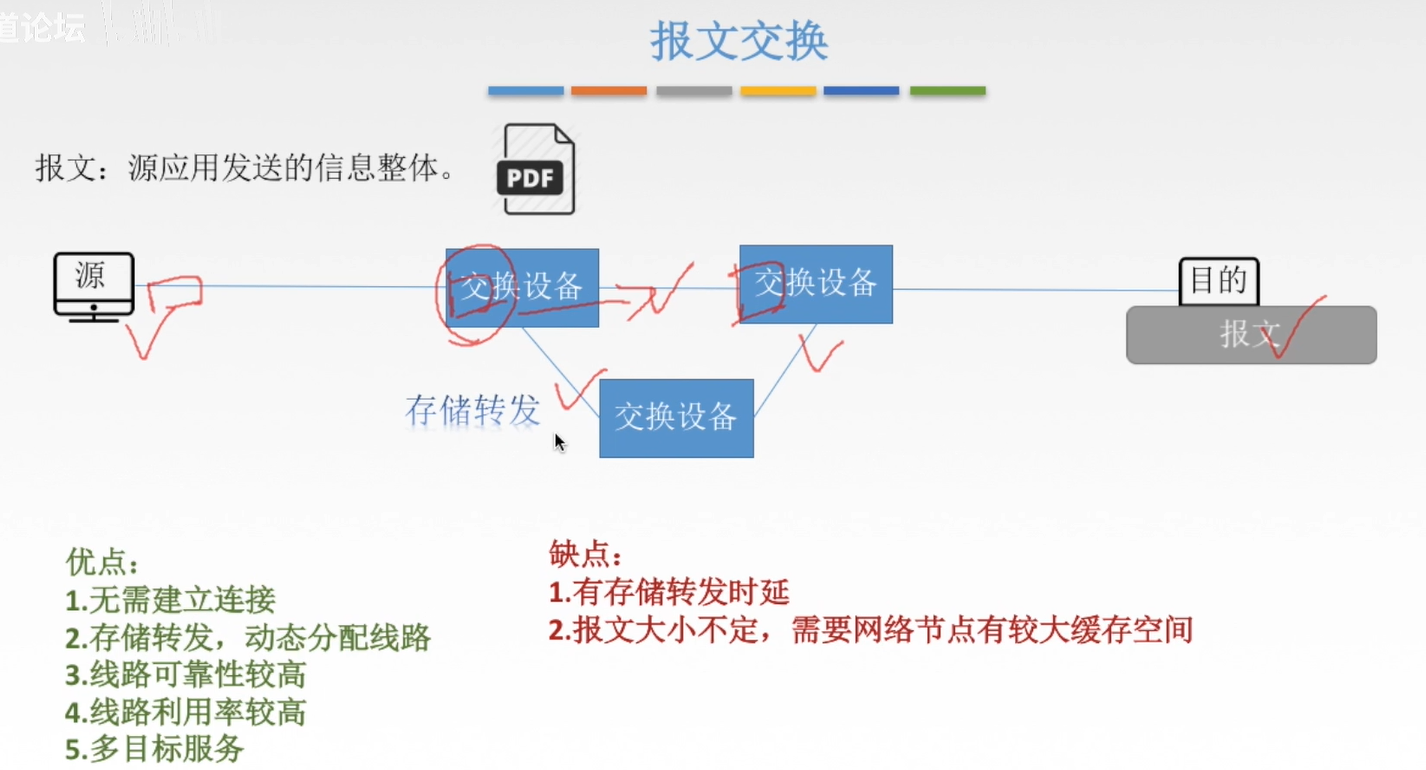 道论坛
报文交换
报文：源应用发送的信息整体。
PDF
源
交换设备
交换设备
目的
报文
存储转发
交换设备
优点：
1.无需建立连接
2.存储转发，动态分配线路
3.线路可靠性较高
4.线路利用率较高
5.多目标服务
缺点：
1.有存储转发时延
2.报文大小不定，需要网络节点有较大缓存空间